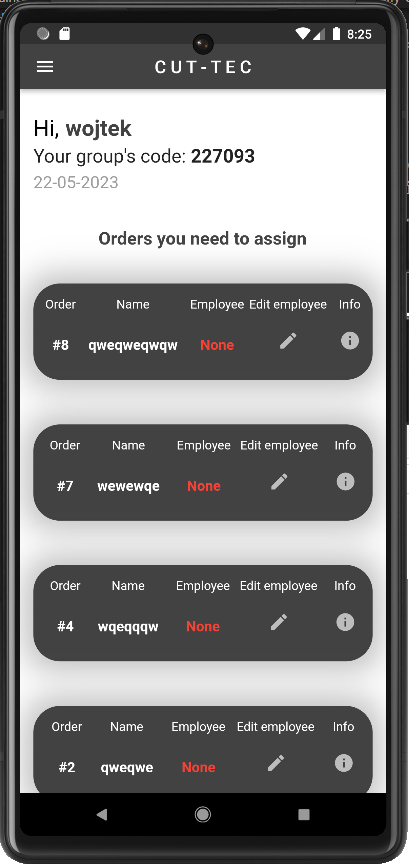 8:25
CUT-TEC
Hi, wojtek
Your group's code: 227093
22-05-2023
Orders you need to assign
Order Name Employee Edit employee Info
#8 qweqweqwqw None
Order Name Employee Edit employee Info
#7 wewewqe None
Order Name Employee Edit employee Info
#4 wqeqqqw None
Order Name Employee Edit employee Info
#2 qweqwe None